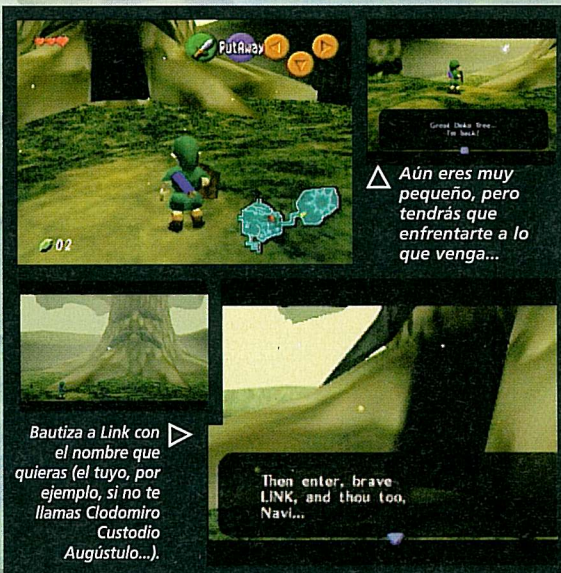 PutAway
02
Great Deku Tree...
I'm back!
Aún eres muy
pequeño, pero
tendrás que
enfrentarte a lo
que venga...
Bautiza a Link con
el nombre que
quieras (el tuyo, por
ejemplo, si no te
llamas Clodomiro
Custodio
Augústulo...).
Then enter, brave
LINK, and thou too,
Navi...